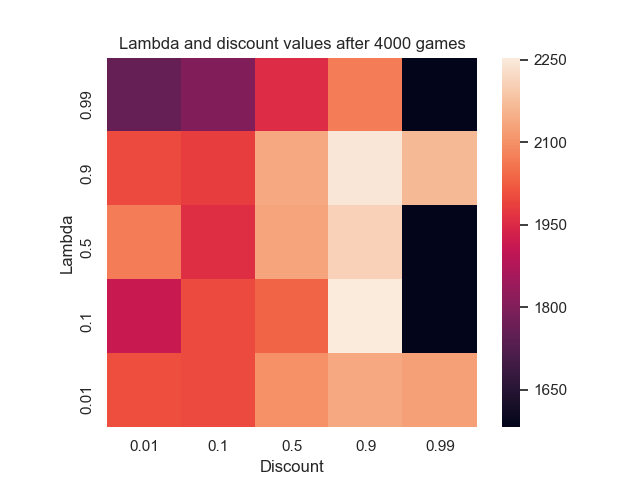 Lambda and discount values after 4000 games
Lambda
0.99
0.9
0.5
0.1
0.01
0.01 0.1 0.5 0.9 0.99
Discount
2250
2100
1950
1800
1650